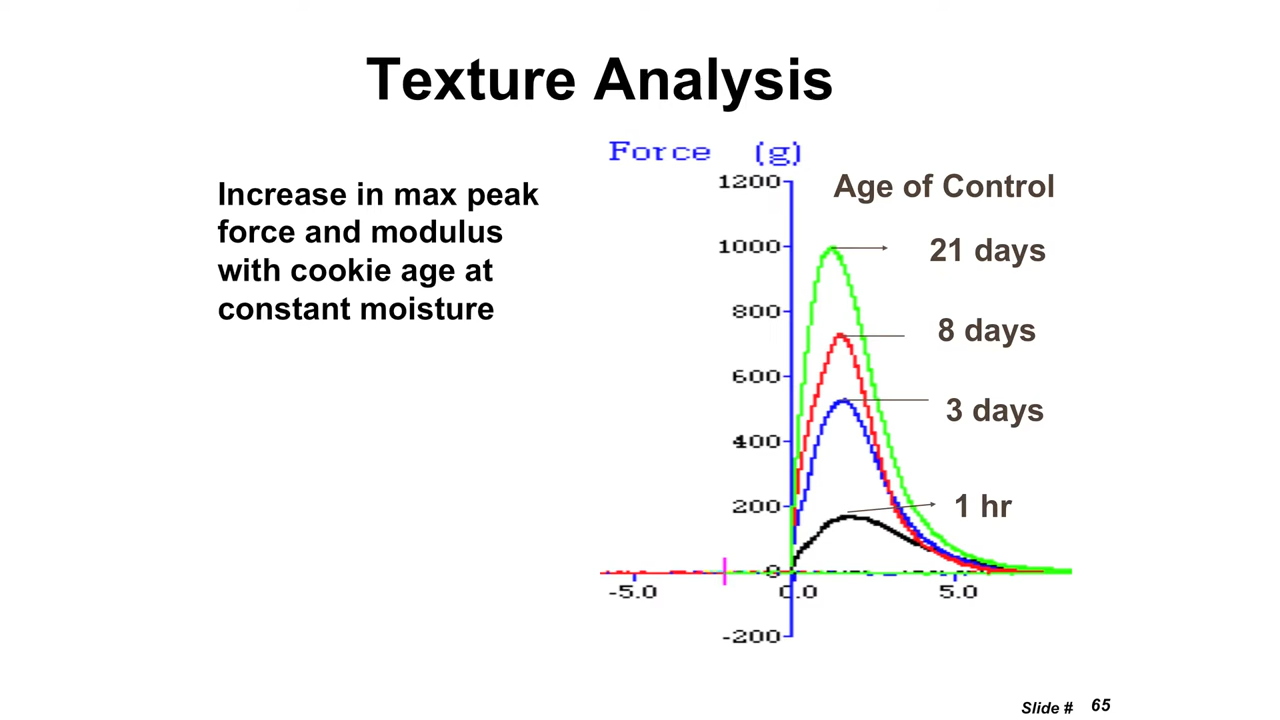 Texture Analysis
Increase in max peak
force and modulus
with cookie age at
constant moisture
Force (g)
1200
Age of Control
1000
21 days
800
8 days
600
3 days
400
200
1 hr
0
-5.0 0.0 5.0
-200
Slide # 65